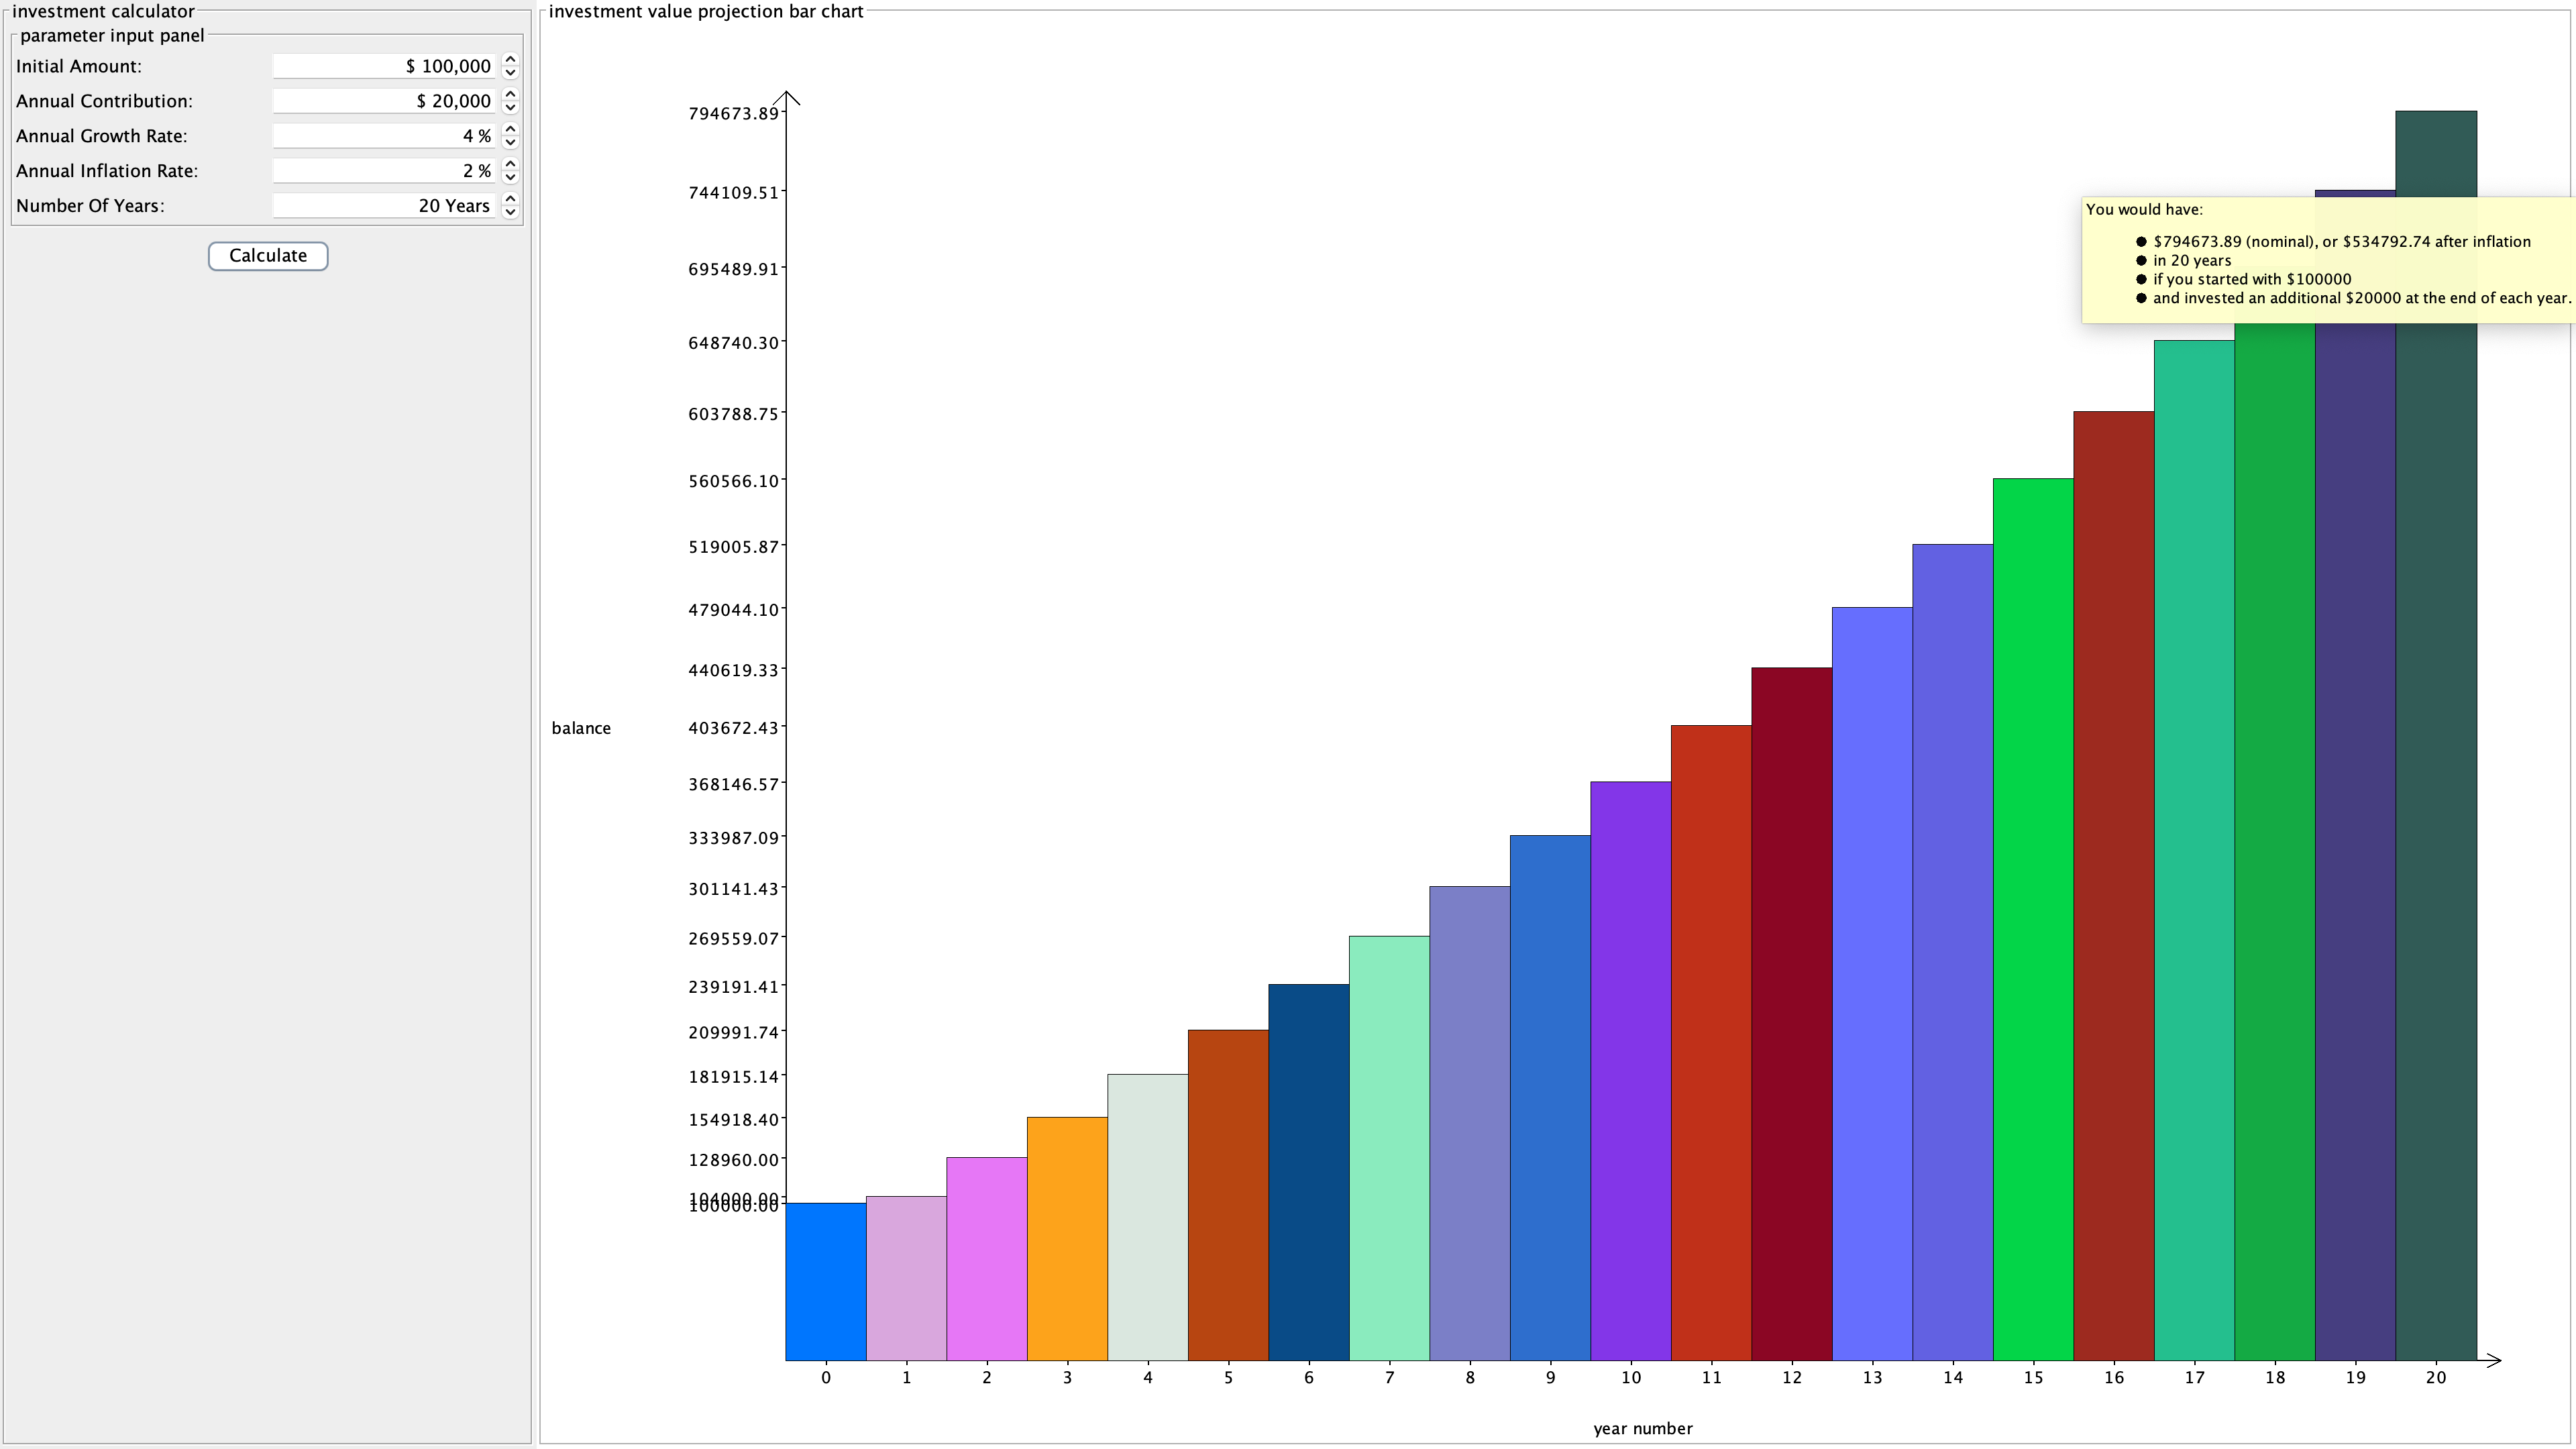 investment calculator
parameter input panel
Initial Amount: $ 100,000
Annual Contribution: $ 20,000
Annual Growth Rate: 4 %
Annual Inflation Rate: 2 %
Number Of Years: 20 Years
Calculate
investment value projection bar chart
794673.89
744109.51
695489.91
648740.30
603788.75
560566.10
519005.87
479044.10
440619.33
403672.43
368146.57
333987.09
301141.43
269559.07
239191.41
209991.74
181915.14
154918.40
128960.00
104000.00
100000.00
balance
You would have:
● $794673.89 (nominal), or $534792.74 after inflation
● in 20 years
● if you started with $100000
● and invested an additional $20000 at the end of each year.
0 1 2 3 4 5 6 7 8 9 10 11 12 13 14 15 16 17 18 19 20
year number